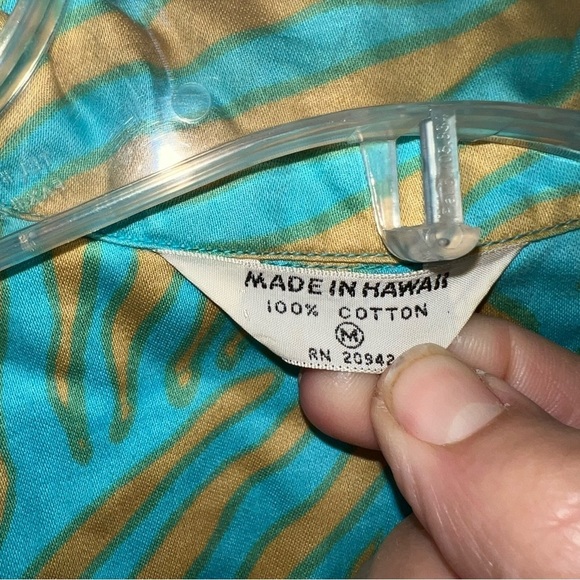 MADE IN HAWAII
100% COTTON
M
RN 20942